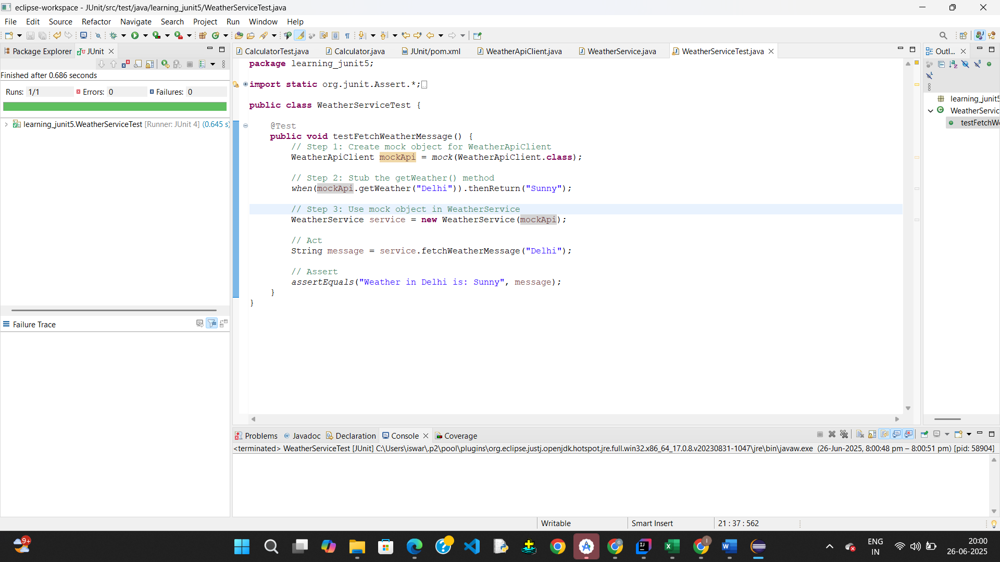 eclipse-workspace - JUnit/src/test/java/learning_junit5/WeatherServiceTest.java
File Edit Source Refactor Navigate Search Project Run Window Help
Package Explorer JUnit
Finished after 0.686 seconds
Runs: 1/1 Errors: 0 Failures: 0
learning_junit5.WeatherServiceTest [Runner: JUnit 4] (0.645 s)
Failure Trace
CalculatorTest.java Calculator.java JUnit/pom.xml WeatherApiClient.java WeatherService.java WeatherServiceTest.java
package learning_junit5;
import static org.junit.Assert.*;
public class WeatherServiceTest {
@Test
public void testFetchWeatherMessage() {
// Step 1: Create mock object for WeatherApiClient
WeatherApiClient mockApi = mock(WeatherApiClient.class);
// Step 2: Stub the getWeather() method
when(mockApi.getWeather("Delhi")).thenReturn("Sunny");
// Step 3: Use mock object in WeatherService
WeatherService service = new WeatherService(mockApi);
// Act
String message = service.fetchWeatherMessage("Delhi");
// Assert
assertEquals("Weather in Delhi is: Sunny", message);
}
}
Outl...
learning_junit5
WeatherServic
testFetchWe
Problems Javadoc Declaration Console Coverage
<terminated> WeatherServiceTest [JUnit] C:\Users\iswar\.p2\pool\plugins\org.eclipse.justj.openjdk.hotspot.jre.full.win32.x86_64_17.0.8.v20230831-1047\jre\bin\javaw.exe (26-Jun-2025, 8:00:48 pm – 8:00:51 pm) [pid: 58904]
Writable Smart Insert 21 : 37 : 562
9+
ENG
IN
20:00
26-06-2025